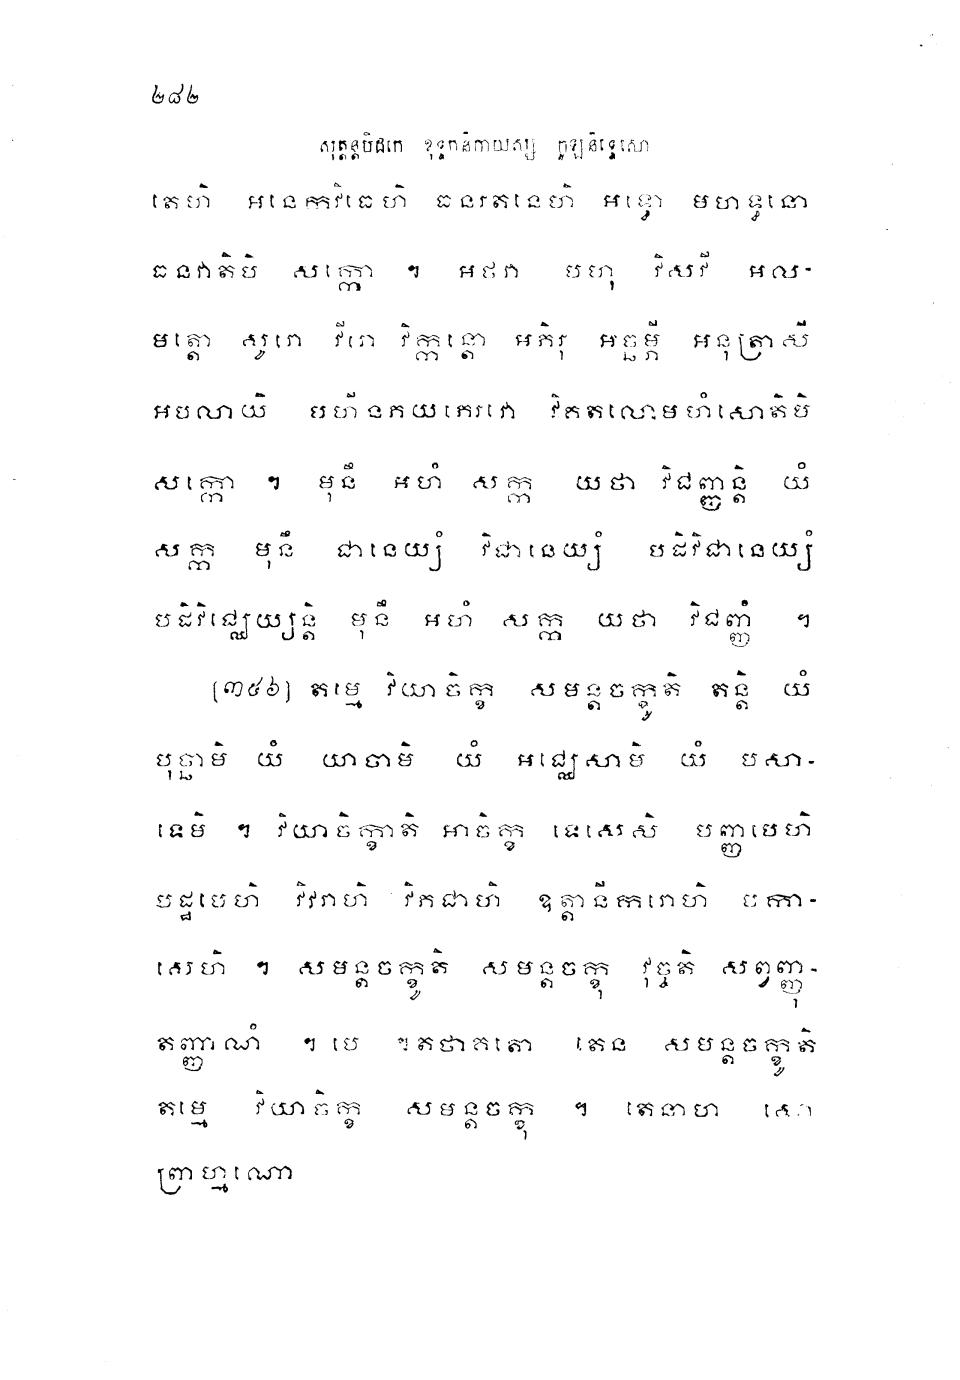 ២៨២
សុត្តន្តបិដកេ ខុទ្ទកនិកាយស្ស ចូឡនិទ្ទេសោ
តេហិ អនេកវិធេហិ ធនរតនេហិ អឌ្ឍោ មហទ្ធនោ
ធនវាតិបិ សក្កោ ។ អថវា បហុ វិសវី អល-
មត្តោ សូរោ វីរោ វិក្កន្តោ អភិរុ អច្ឆម្ភី អនុត្រាសី
អបលាយី បហីនភយភេរវោ វិគតលោមហំសោតិបិ
សក្កោ ។ មុនី អហំ សក្ក យថា វិជញ្ញន្តិ យំ
សក្ក មុនី ជានេយ្យំ វិជានេយ្យំ បដិវិជានេយ្យំ
បដិវិជ្ឈេយ្យន្តិ មុនី អហំ សក្ក យថា វិជញ្ញំ ។
(៣៤៦) តម្មេ វិយាចិក្ខ សមន្តចក្ខូតិ តន្តិ យំ
បុច្ឆាមិ យំ យាចាមិ យំ អជ្ឈេសាមិ យំ បសា-
ទេមិ ។ វិយាចិក្ខាតិ អាចិក្ខ ទេសេសិ បញ្ញបេហិ
បដ្ឋបេហិ វិវរាហិ វិភជាហិ ឧត្តានីករោហិ បកា-
សេហិ ។ សមន្តចក្ខូតិ សមន្តចក្ខុ វុច្ចតិ សព្វញ្ញុ-
តញ្ញាណំ ។បេ ។តថាគតោ តេន សមន្តចក្ខូតិ
តម្មេ វិយាចិក្ខ សមន្តចក្ខុ ។ តេនាហ សោ
ព្រាហ្មណោ